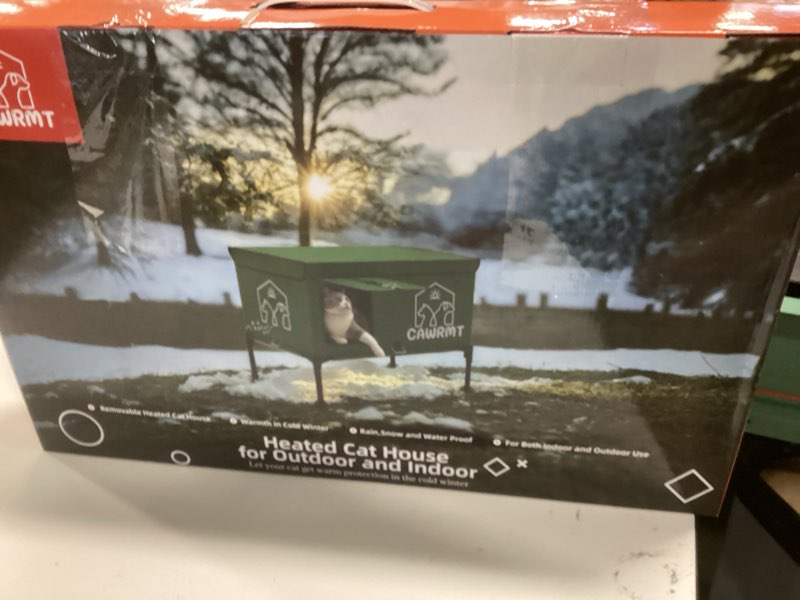 WRMT
CAWRMT
Removable Heated Cat House
Warmth in Cold Winter
Rain,Snow and Water Proof
For Both Indoor and Outdoor Use
Heated Cat House
for Outdoor and Indoor
Let your cat get warm protection in the cold winter